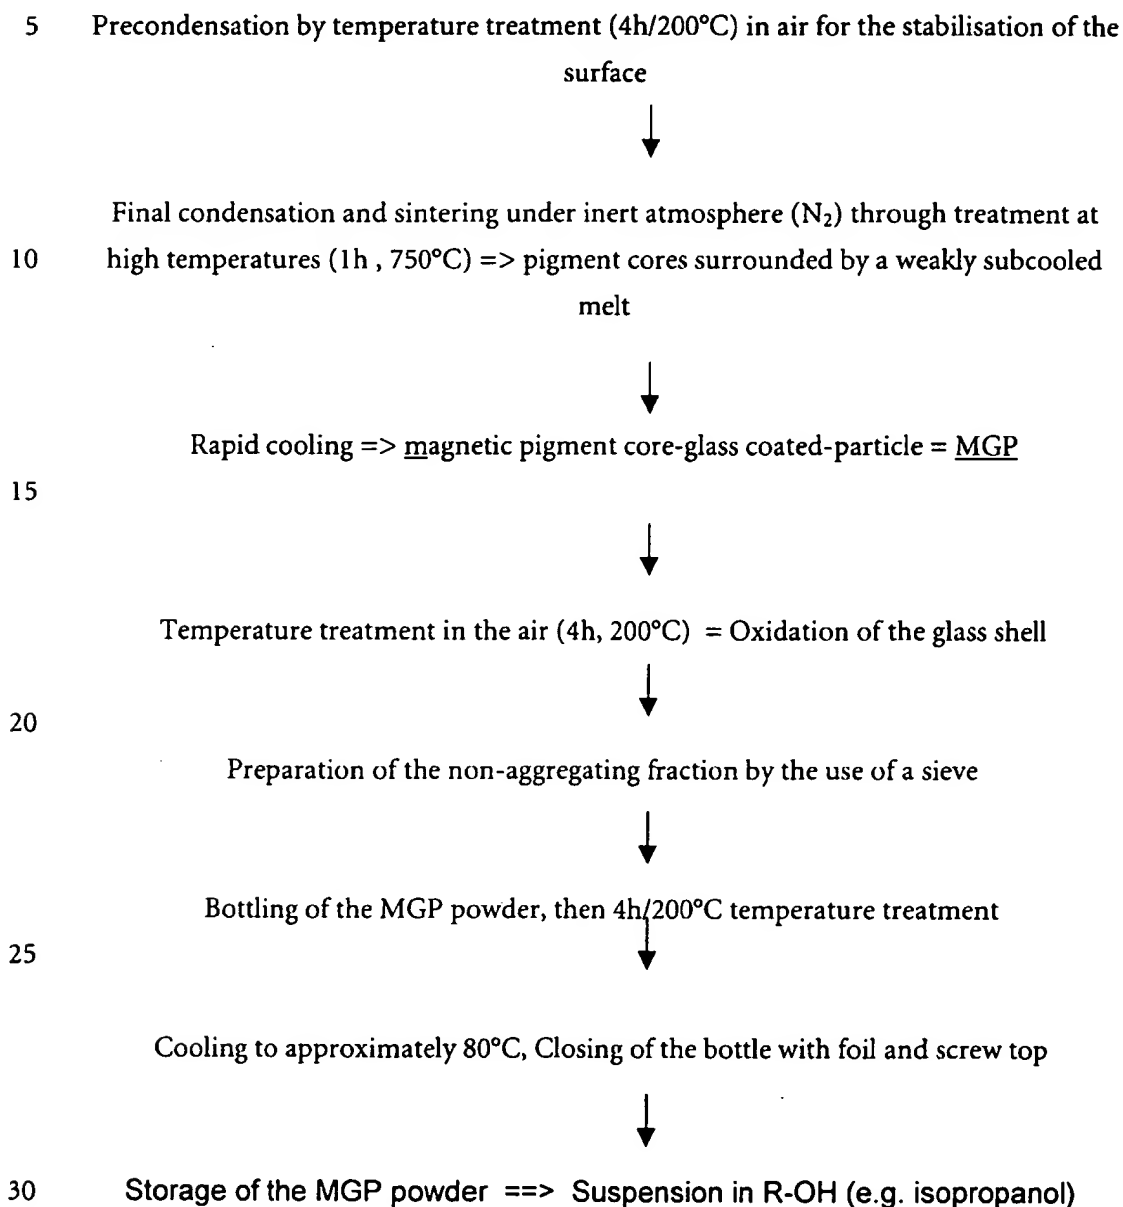 5 Precondensation by temperature treatment (4h/200°C) in air for the stabilisation of the
surface
Final condensation and sintering under inert atmosphere (N₂) through treatment at
10 high temperatures (1h , 750°C) => pigment cores surrounded by a weakly subcooled
melt
Rapid cooling => magnetic pigment core-glass coated-particle = MGP
15
Temperature treatment in the air (4h, 200°C) = Oxidation of the glass shell
20
Preparation of the non-aggregating fraction by the use of a sieve
Bottling of the MGP powder, then 4h/200°C temperature treatment
25
Cooling to approximately 80°C, Closing of the bottle with foil and screw top
30 Storage of the MGP powder ==> Suspension in R-OH (e.g. isopropanol)